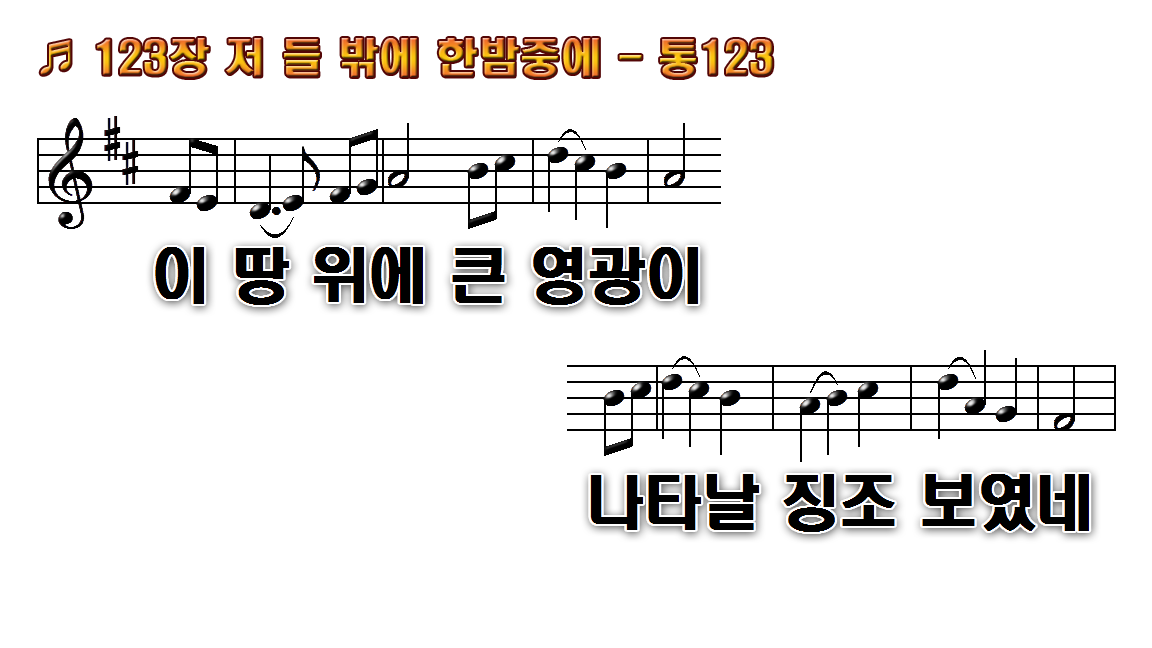 ♬ 123장 저 들 밖에 한밤중에 - 통123
이 땅 위에 큰 영광이
나타날 징조 보였네